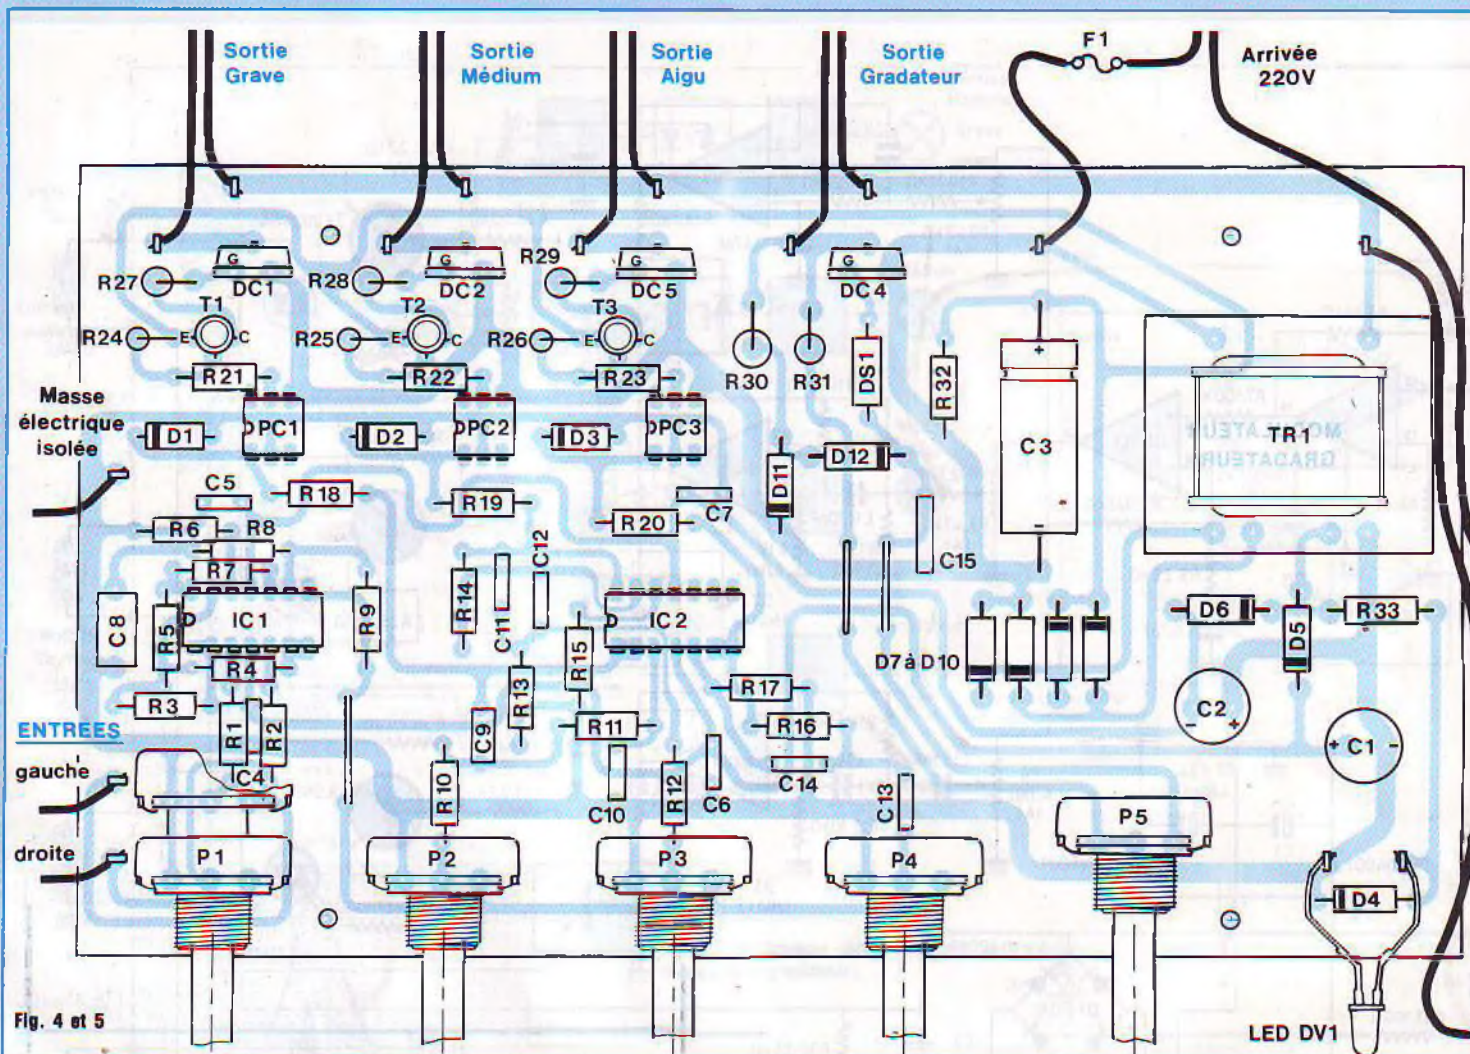 Sortie
Grave
Sortie
Médium
Sortie
Aigu
Sortie
Gradateur
F1
Arrivée
220V
G
DC1
G
DC2
G
DC5
G
DC4
R27
R28
R29
R24
E
T1
C
R25
E
T2
C
R26
E
T3
C
R30
R31
DS1
R32
+
C3
-
TR1
R21
R22
R23
Masse
électrique
isolée
D1
PC1
D2
PC2
D3
PC3
D11
D12
MODULATEUR
GRADATEUR
C5
R18
R19
R20
C7
R6
R8
R7
C12
C15
C8
R5
IC1
R9
R14
C11
R15
IC2
D6
D5
R33
R4
D7 à D10
R3
R1
R2
C4
R13
C9
R11
R17
R16
C2
- +
+ C1 -
ENTREES
gauche
R10
C10
R12
C6
C14
C13
droite
P1
P2
P3
P4
P5
D4
Fig. 4 et 5
LED DV1